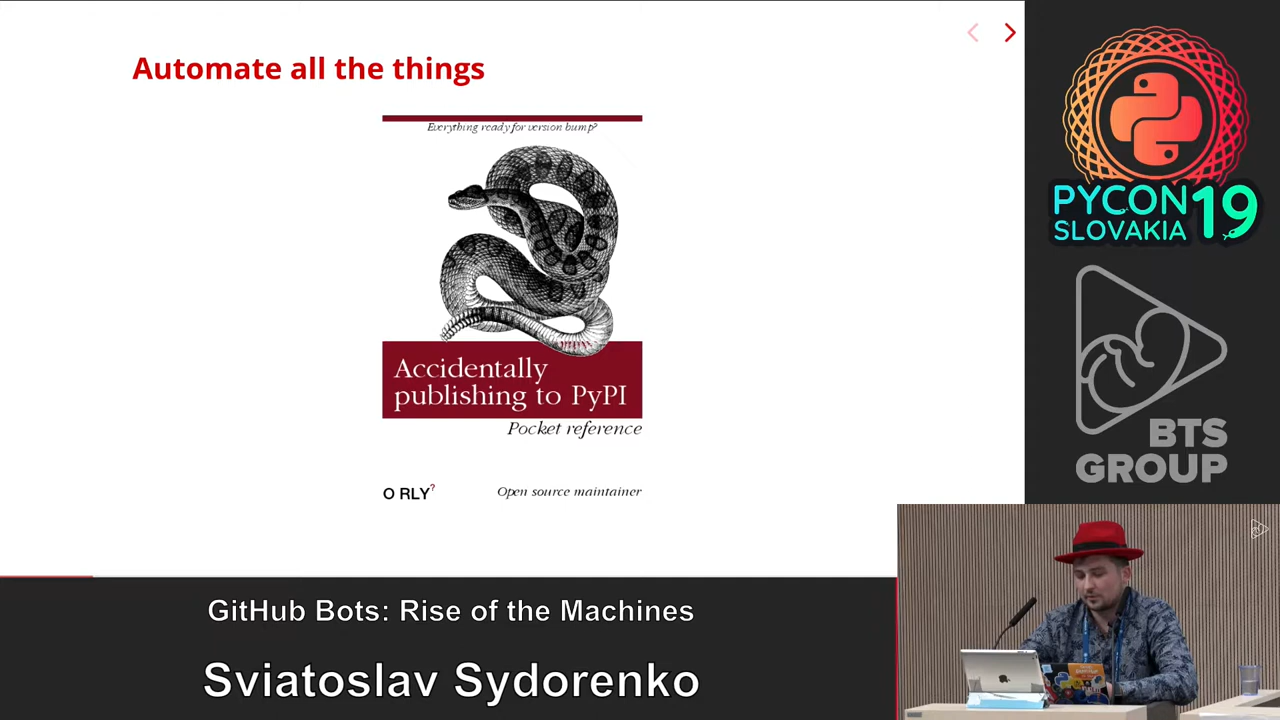 Automate all the things
Everything ready for version bump?
Accidentally
publishing to PyPI
Pocket reference
O RLY?
Open source maintainer
PYCON
SLOVAKIA
19
BTS
GROUP
GitHub Bots: Rise of the Machines
Sviatoslav Sydorenko